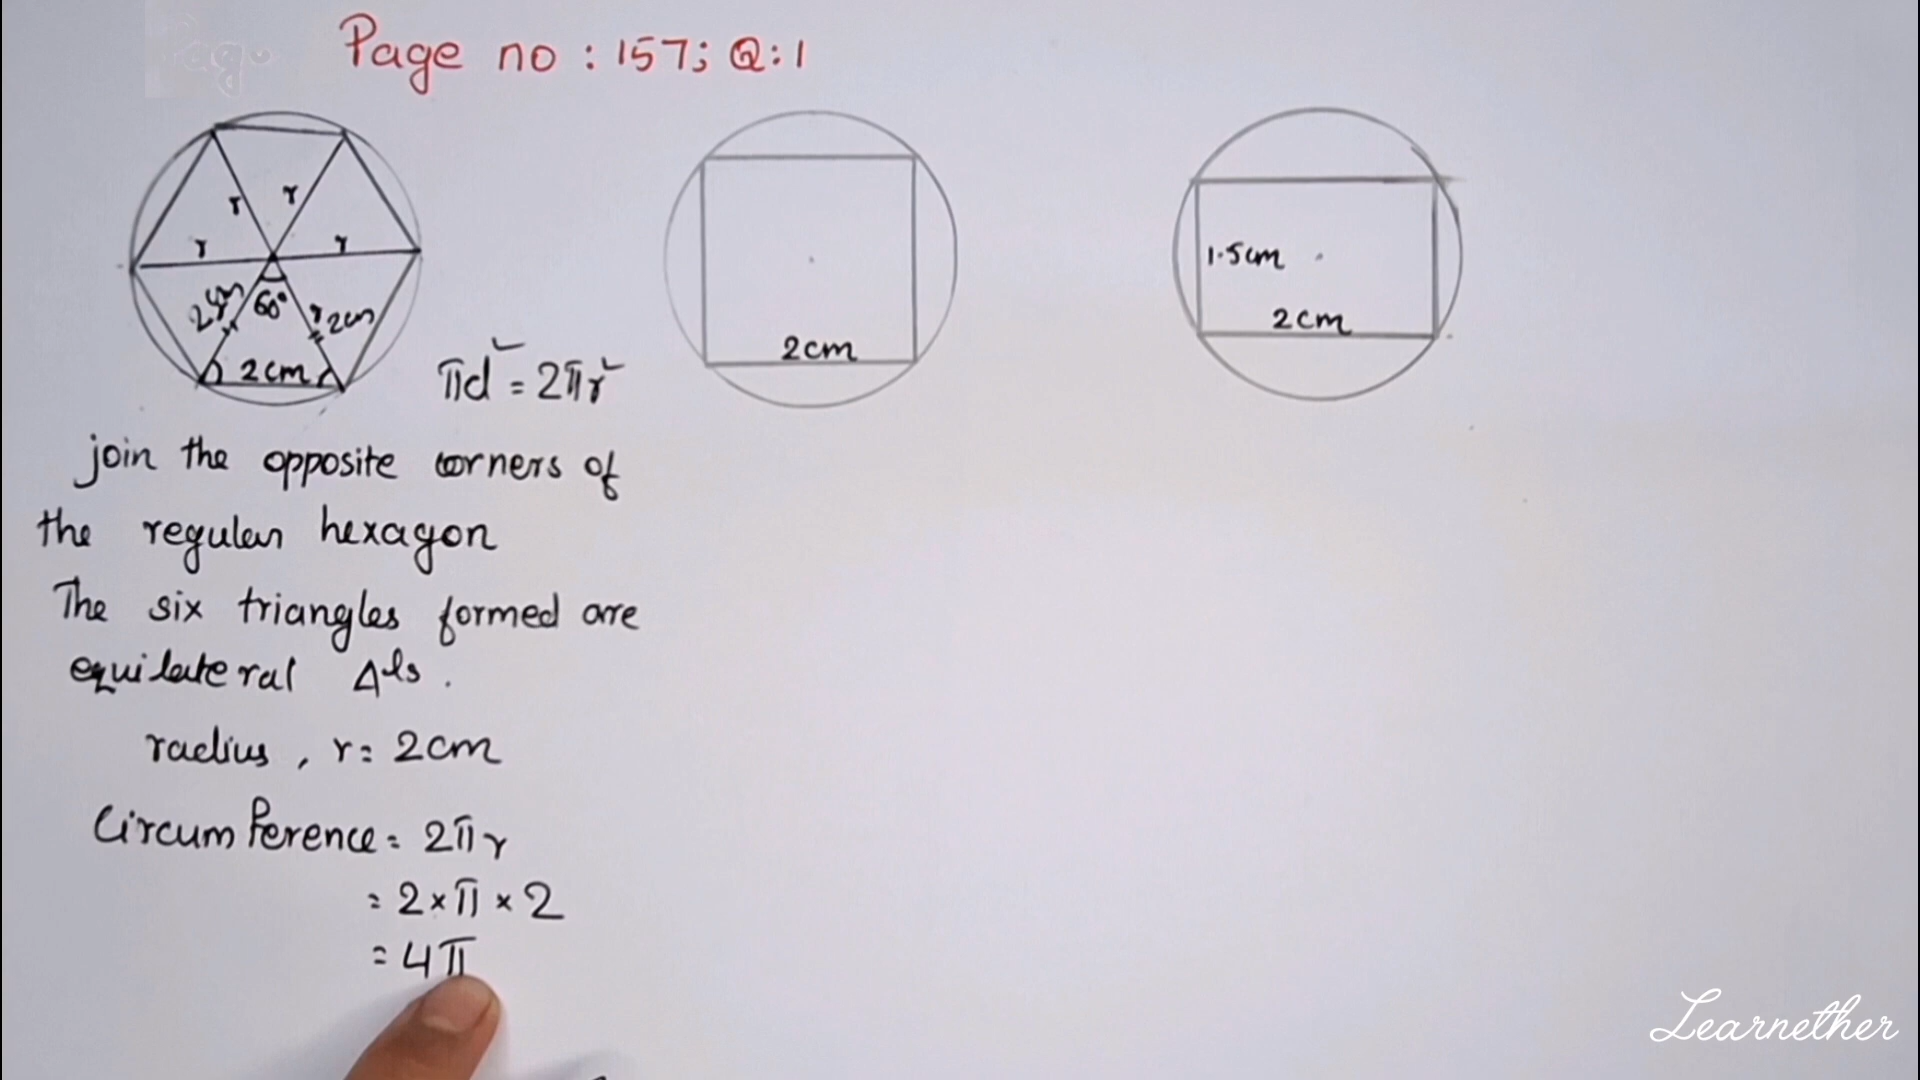 Page no : 157; Q:1
r
r
r
r
2cm
60°
r
2cm
2cm
πd = 2πr
2cm
1.5cm
2cm
join the opposite corners of
the regular hexagon
The six triangles formed are
equilateral Δls.
radius, r = 2cm
Circumference = 2πr
= 2×π×2
= 4π
Learnether